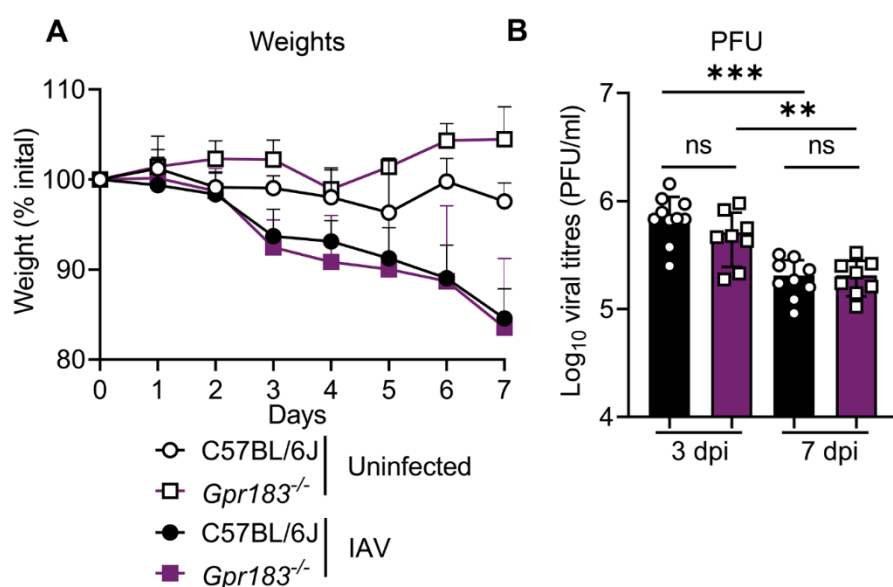 A
Weights
Weight (% inital)
110
100
90
80
0 1 2 3 4 5 6 7
Days
C57BL/6J
Gpr183-/-
Uninfected
C57BL/6J
Gpr183-/-
IAV
B
PFU
Log10 viral titres (PFU/ml)
7
6
5
4
***
**
ns ns
3 dpi 7 dpi